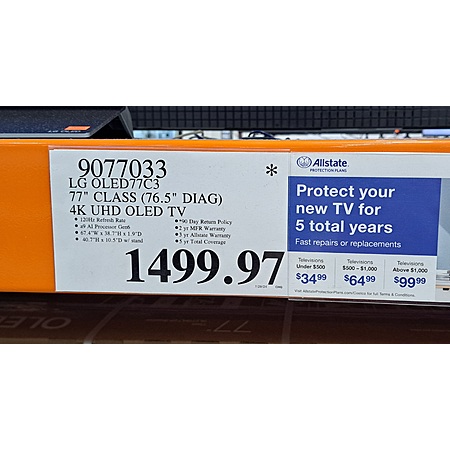 9077033 *
LG OLED77C3
77" CLASS (76.5" DIAG)
4K UHD OLED TV
• 120Hz Refresh Rate
• a9 AI Processor Gen6
• 67.4"W x 38.7"H x 1.9"D
• 40.7"H x 10.5"D w/ stand
• 90 Day Return Policy
• 2 yr MFR Warranty
• 3 yr Allstate Warranty
• 5 yr Total Coverage
1499.97
Allstate
PROTECTION PLANS
Protect your
new TV for
5 total years
Fast repairs or replacements
Televisions
Under $500
$34.99
Televisions
$500 – $1,000
$64.99
Televisions
Above $1,000
$99.99
OLED
77"